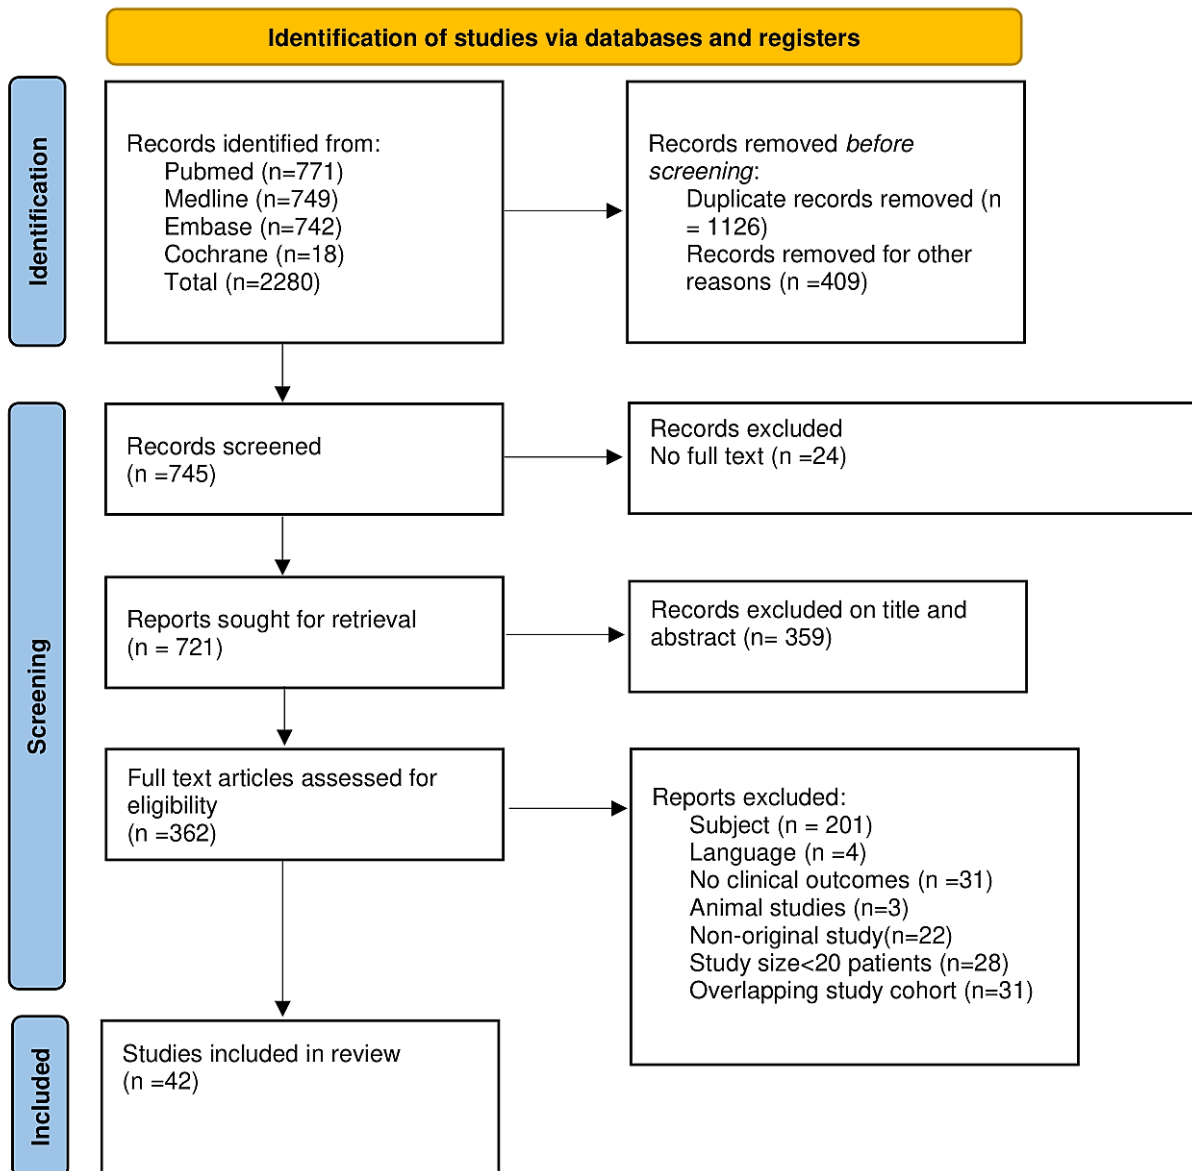 Identification of studies via databases and registers
Identification
Records identified from:
Pubmed (n=771)
Medline (n=749)
Embase (n=742)
Cochrane (n=18)
Total (n=2280)
Records removed before
screening:
Duplicate records removed (n
= 1126)
Records removed for other
reasons (n =409)
Screening
Records screened
(n =745)
Records excluded
No full text (n =24)
Reports sought for retrieval
(n = 721)
Records excluded on title and
abstract (n= 359)
Full text articles assessed for
eligibility
(n =362)
Reports excluded:
Subject (n = 201)
Language (n =4)
No clinical outcomes (n =31)
Animal studies (n=3)
Non-original study(n=22)
Study size<20 patients (n=28)
Overlapping study cohort (n=31)
Included
Studies included in review
(n =42)